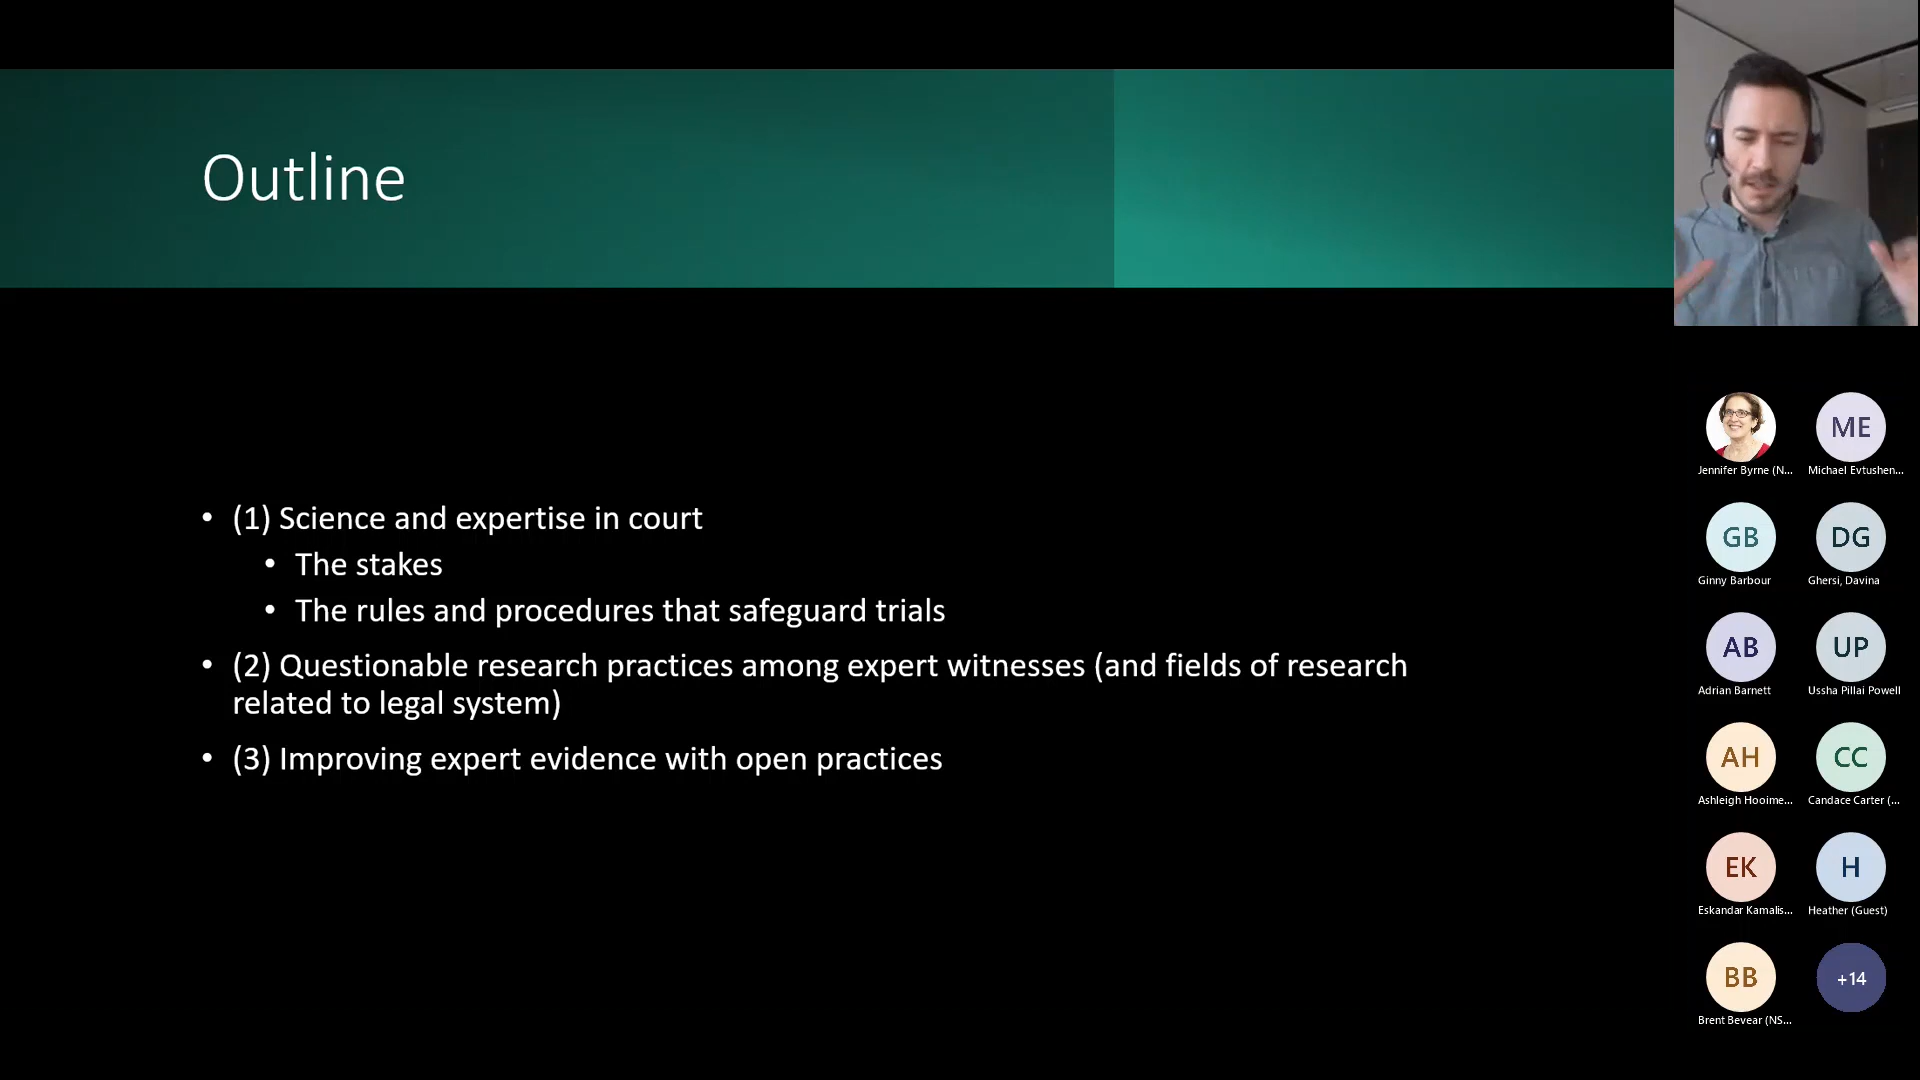 Outline
• (1) Science and expertise in court
• The stakes
• The rules and procedures that safeguard trials
• (2) Questionable research practices among expert witnesses (and fields of research
related to legal system)
• (3) Improving expert evidence with open practices
ME
Jennifer Byrne (N...
Michael Evtushen...
GB
DG
Ginny Barbour
Ghersi, Davina
AB
UP
Adrian Barnett
Ussha Pillai Powell
AH
CC
Ashleigh Hooime...
Candace Carter (...
EK
H
Eskandar Kamalis...
Heather (Guest)
BB
+14
Brent Bevear (NS...